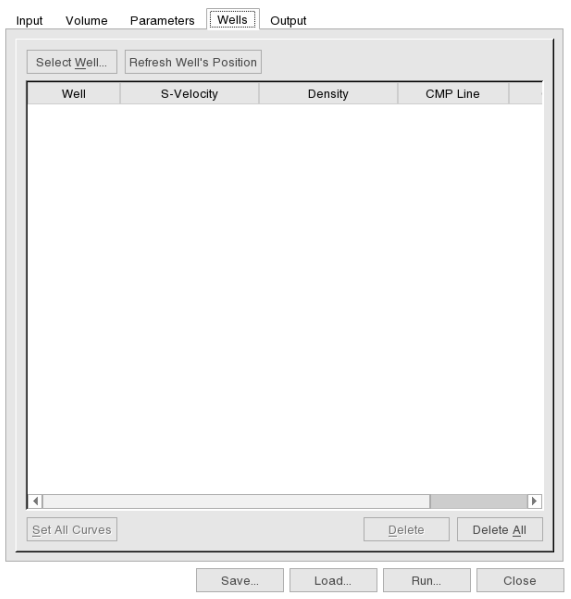 Input Volume Parameters Wells Output
Select Well... Refresh Well's Position
Well S-Velocity Density CMP Line
Set All Curves Delete Delete All
Save... Load... Run... Close